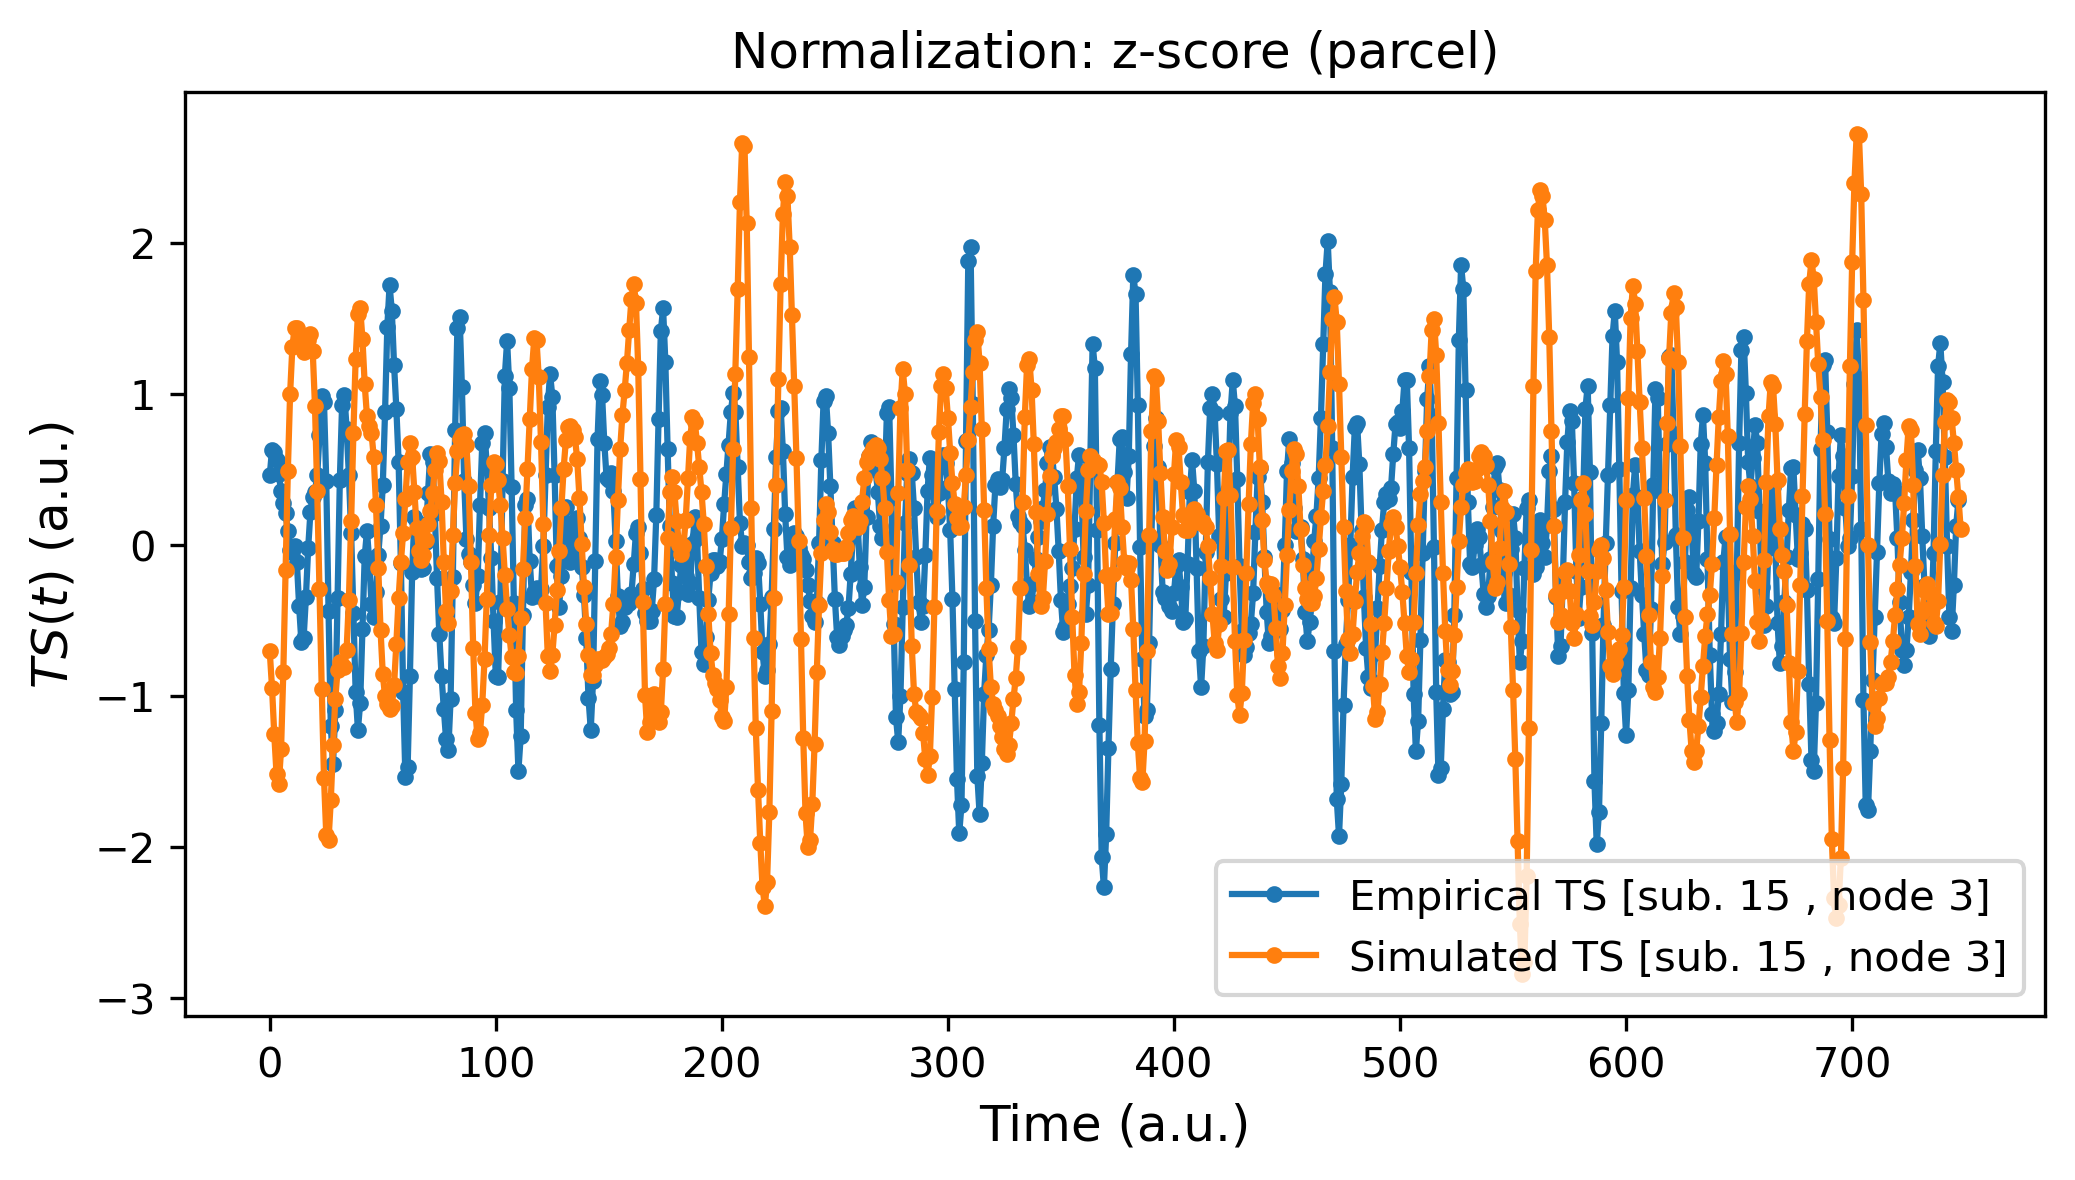 Normalization: z-score (parcel)
TS(t) (a.u.)
2
1
0
−1
−2
−3
Empirical TS [sub. 15 , node 3]
Simulated TS [sub. 15 , node 3]
0 100 200 300 400 500 600 700
Time (a.u.)